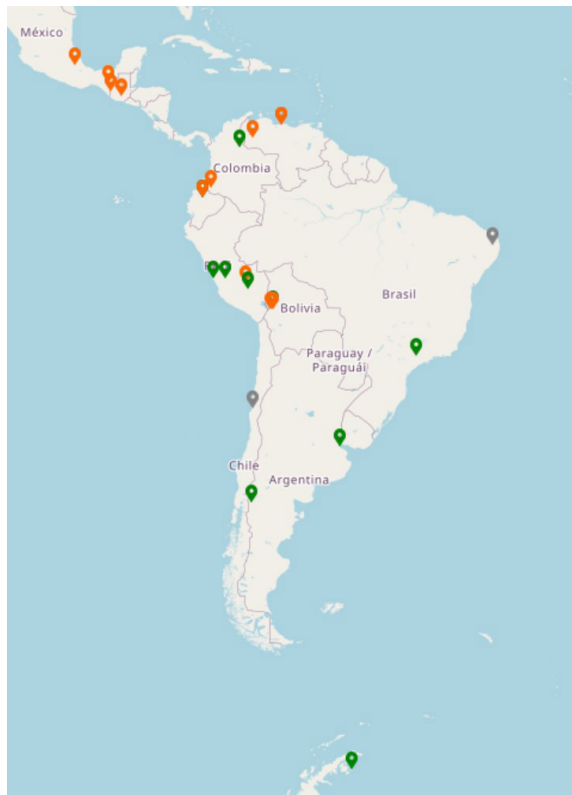 México
Colombia
Brasil
Bolivia
Paraguay /
Paraguái
Chile
Argentina